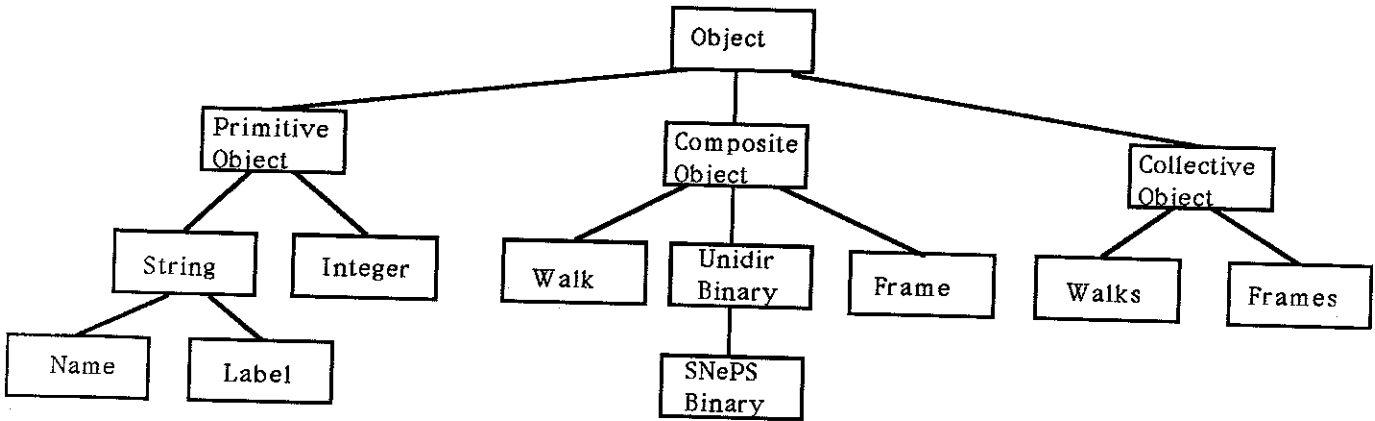 Object
Primitive
Object
Composite
Object
Collective
Object
String
Integer
Walk
Unidir
Binary
Frame
Walks
Frames
Name
Label
SNePS
Binary